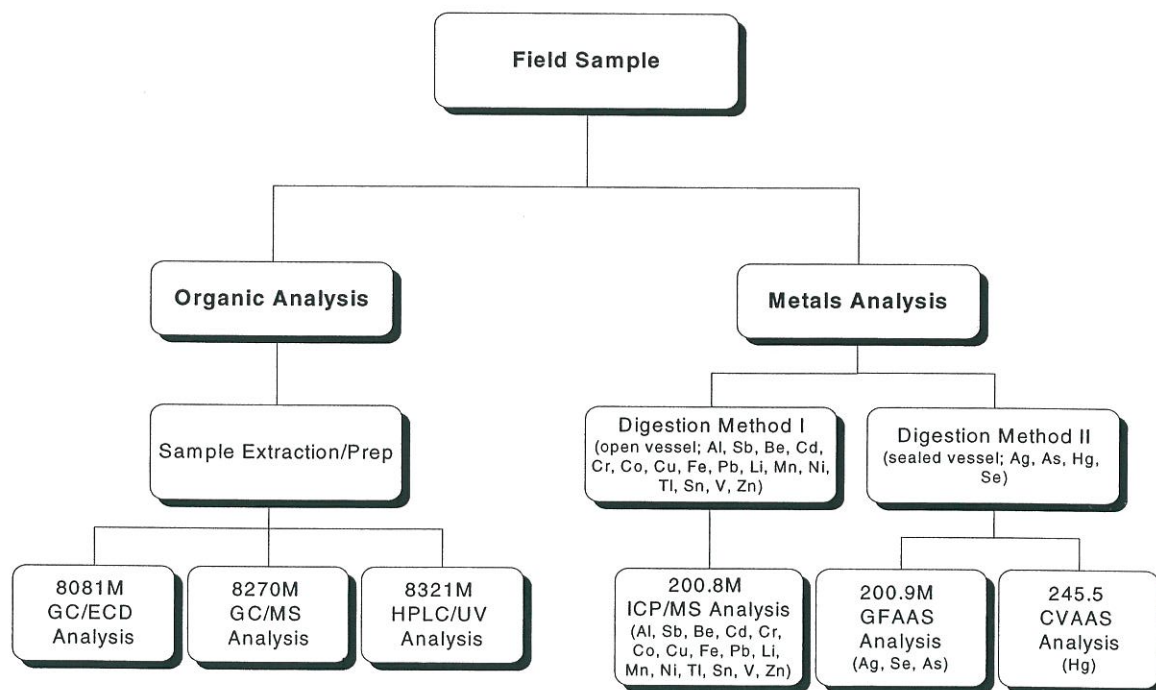 Field Sample
Organic Analysis
Metals Analysis
Sample Extraction/Prep
Digestion Method I
(open vessel; Al, Sb, Be, Cd,
Cr, Co, Cu, Fe, Pb, Li, Mn, Ni,
Tl, Sn, V, Zn)
Digestion Method II
(sealed vessel; Ag, As, Hg,
Se)
8081M
GC/ECD
Analysis
8270M
GC/MS
Analysis
8321M
HPLC/UV
Analysis
200.8M
ICP/MS Analysis
(Al, Sb, Be, Cd, Cr,
Co, Cu, Fe, Pb, Li,
Mn, Ni, Tl, Sn, V, Zn)
200.9M
GFAAS
Analysis
(Ag, Se, As)
245.5
CVAAS
Analysis
(Hg)